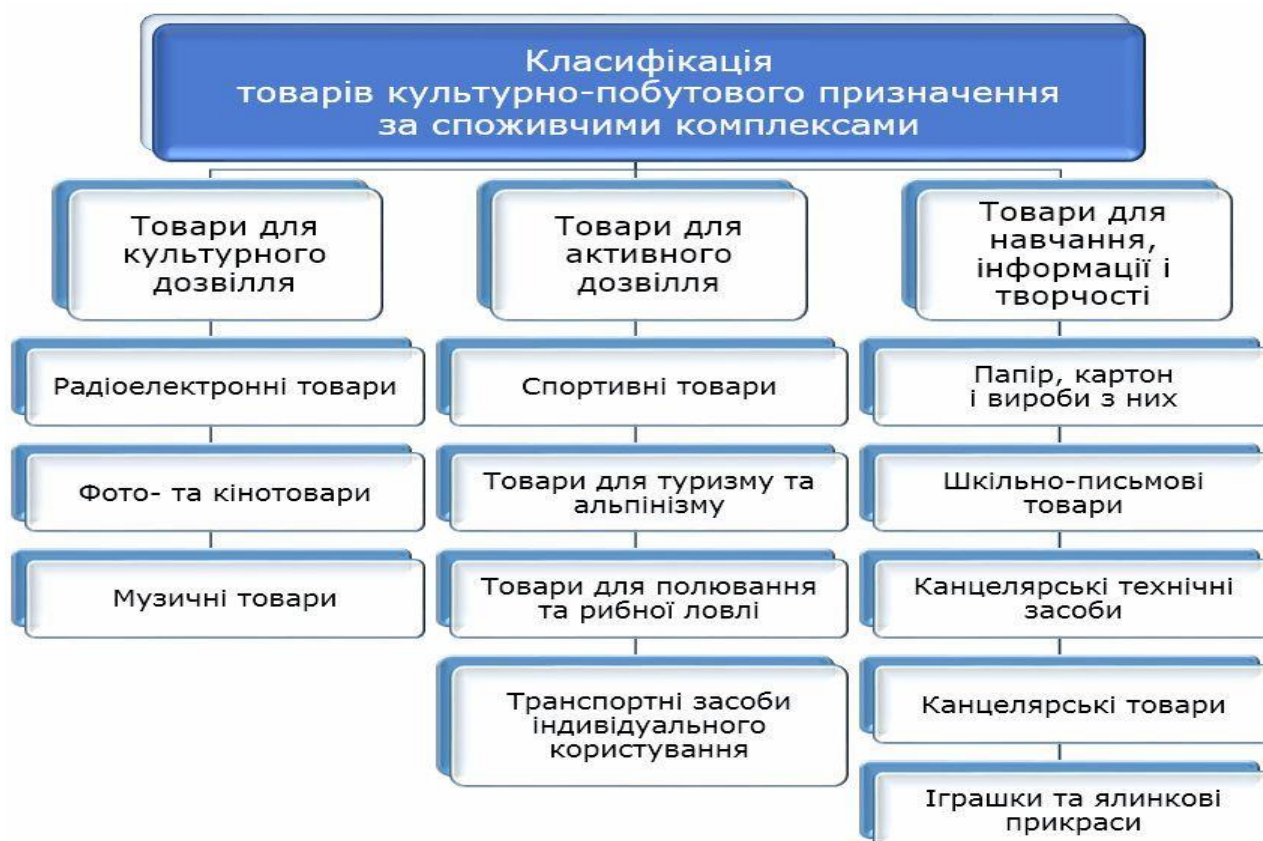 Класифікація
товарів культурно-побутового призначення
за споживчими комплексами
Товари для
культурного
дозвілля
Радіоелектронні товари
Фото- та кінотовари
Музичні товари
Товари для
активного
дозвілля
Спортивні товари
Товари для туризму та
альпінізму
Товари для полювання
та рибної ловлі
Транспортні засоби
індивідуального
користування
Товари для
навчання,
інформації і
творчості
Папір, картон
і вироби з них
Шкільно-письмові
товари
Канцелярські технічні
засоби
Канцелярські товари
Іграшки та ялинкові
прикраси